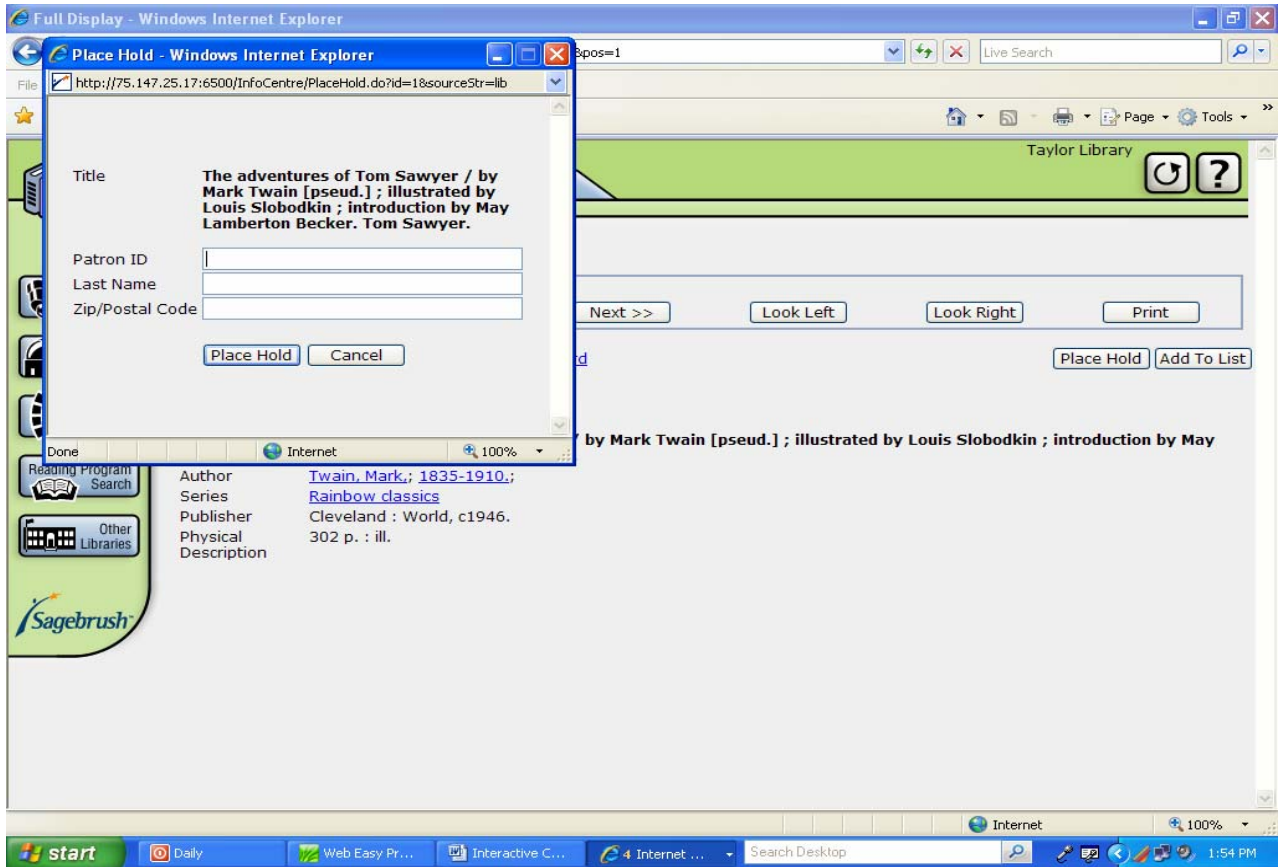 Full Display - Windows Internet Explorer
Place Hold - Windows Internet Explorer
&pos=1
Live Search
File
http://75.147.25.17:6500/InfoCentre/PlaceHold.do?id=1&sourceStr=lib
Page
Tools
»
Taylor Library
?
Title
The adventures of Tom Sawyer / by
Mark Twain [pseud.] ; illustrated by
Louis Slobodkin ; introduction by May
Lamberton Becker. Tom Sawyer.
Patron ID
Last Name
Zip/Postal Code
Next >>
Look Left
Look Right
Print
Place Hold
Cancel
rd
Place Hold
Add To List
/ by Mark Twain [pseud.] ; illustrated by Louis Slobodkin ; introduction by May
Done
Internet
100%
Reading Program
Search
Author
Twain, Mark,; 1835-1910.;
Series
Rainbow classics
Publisher
Cleveland : World, c1946.
Other
Libraries
Physical
Description
302 p. : ill.
Sagebrush
Internet
100%
start
Daily
Web Easy Pr...
Interactive C...
4 Internet ...
Search Desktop
1:54 PM